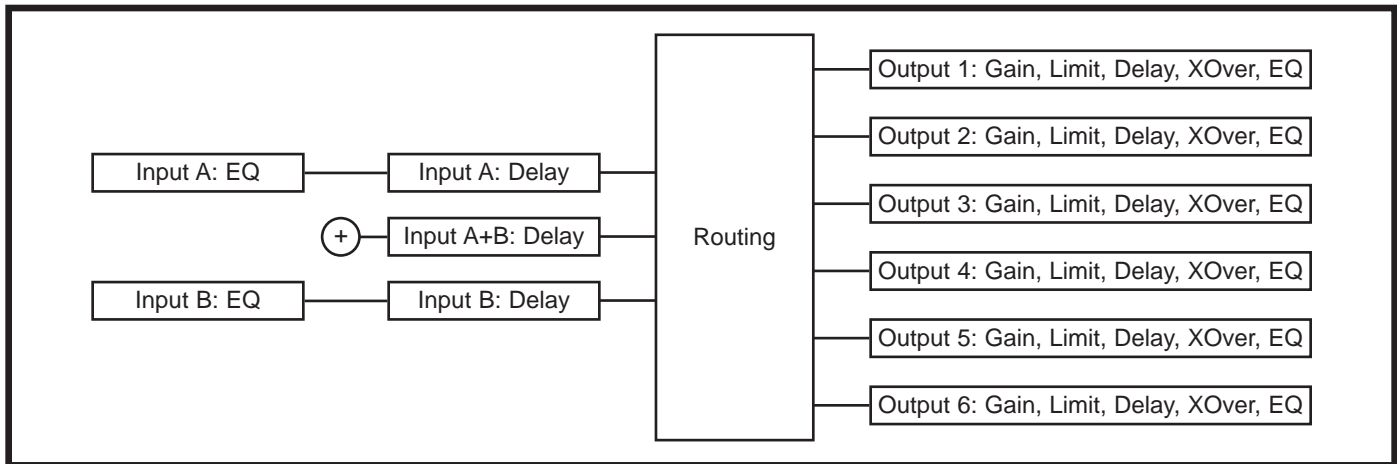 Input A: EQ
Input A: Delay
+
Input A+B: Delay
Input B: EQ
Input B: Delay
Routing
Output 1: Gain, Limit, Delay, XOver, EQ
Output 2: Gain, Limit, Delay, XOver, EQ
Output 3: Gain, Limit, Delay, XOver, EQ
Output 4: Gain, Limit, Delay, XOver, EQ
Output 5: Gain, Limit, Delay, XOver, EQ
Output 6: Gain, Limit, Delay, XOver, EQ